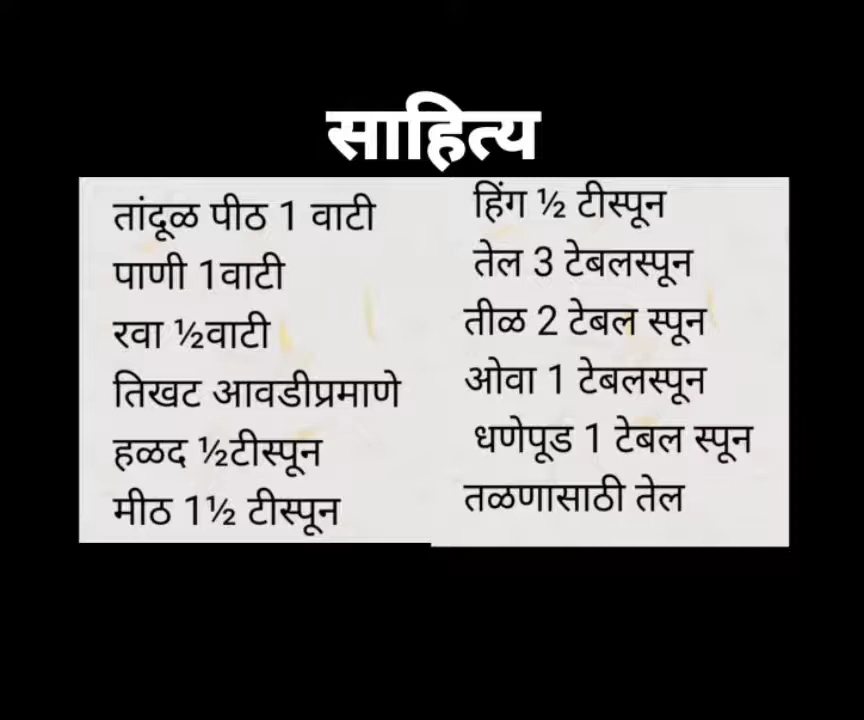 साहित्य
तांदूळ पीठ 1 वाटी
पाणी 1वाटी
रवा ½वाटी
तिखट आवडीप्रमाणे
हळद ½टीस्पून
मीठ 1½ टीस्पून
हिंग ½ टीस्पून
तेल 3 टेबलस्पून
तीळ 2 टेबल स्पून
ओवा 1 टेबलस्पून
धणेपूड 1 टेबल स्पून
तळणासाठी तेल